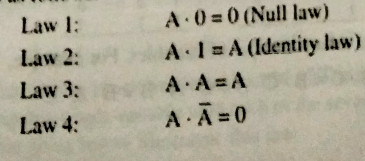 Law 1: A · 0 = 0 (Null law)
Law 2: A · 1 = A (Identity law)
Law 3: A · A = A
Law 4: A · A̅ = 0